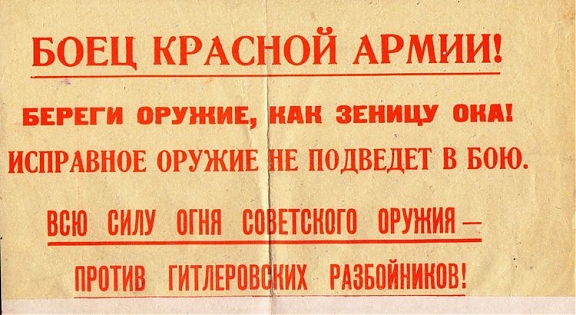 БОЕЦ КРАСНОЙ АРМИИ!
БЕРЕГИ ОРУЖИЕ, КАК ЗЕНИЦУ ОКА!
ИСПРАВНОЕ ОРУЖИЕ НЕ ПОДВЕДЕТ В БОЮ.
ВСЮ СИЛУ ОГНЯ СОВЕТСКОГО ОРУЖИЯ —
ПРОТИВ ГИТЛЕРОВСКИХ РАЗБОЙНИКОВ!